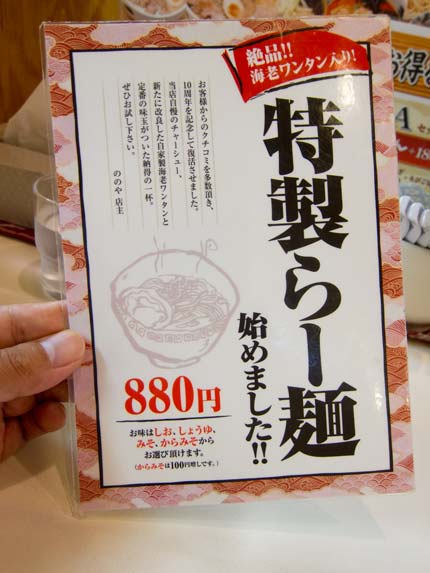 絶品!!
海老ワンタン入り!
特製らー麺
始めました!!
お客様からのクチコミを多数頂き、
10周年を記念して復活させました。
当店自慢のチャーシュー、
新たに改良した自家製海老ワンタンと
定番の味玉がついた納得の一杯。
ぜひお試し下さい。
ののや 店主
880円
お味はしお、しょうゆ、
みそ、からみそから
お選び頂けます。
(からみそは100円増しです。)
お得な
A